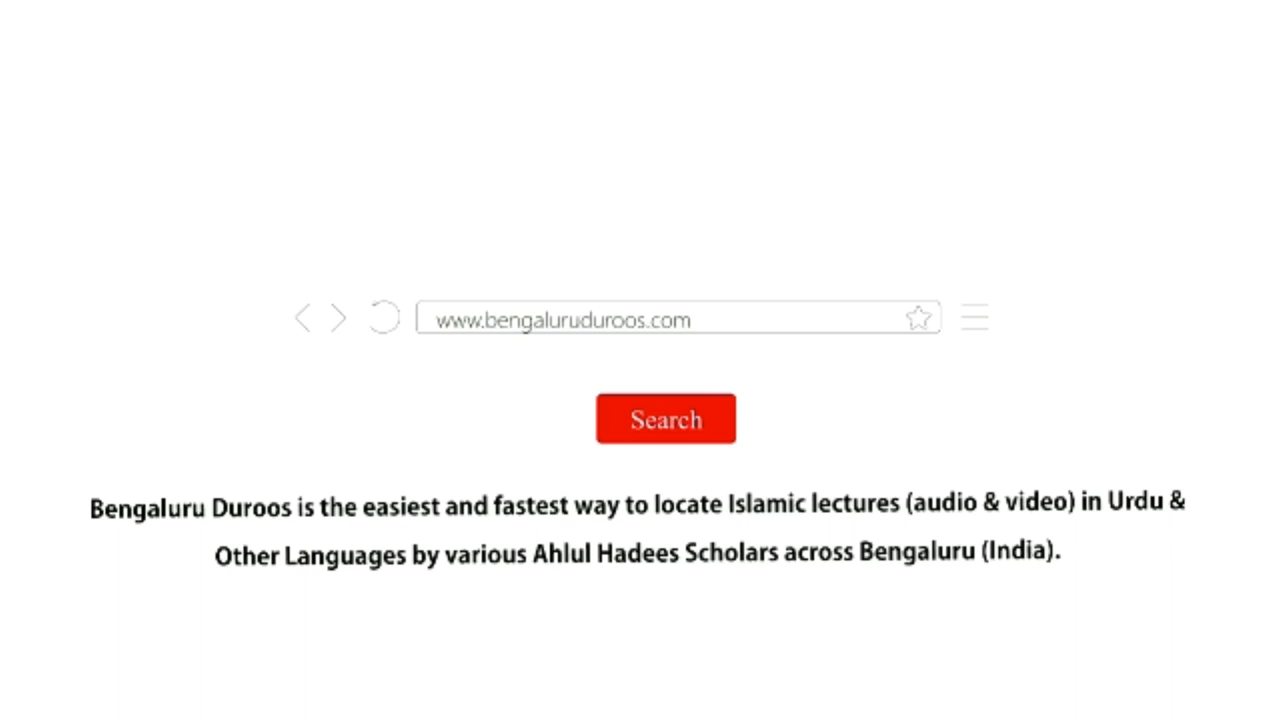 www.bengaluruduroos.com
Search
Bengaluru Duroos is the easiest and fastest way to locate Islamic lectures (audio & video) in Urdu &
Other Languages by various Ahlul Hadees Scholars across Bengaluru (India).